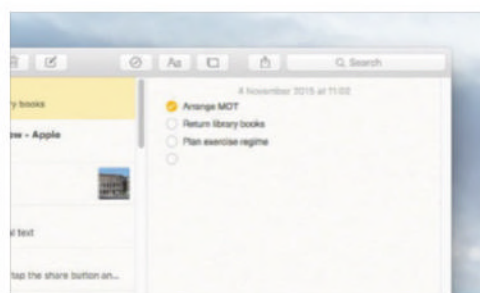 Aa
Search
4 November 2015 at 11:02
y books
Arrange MOT
Return library books
ew - Apple
Plan exercise regime
text
tap the share button an...